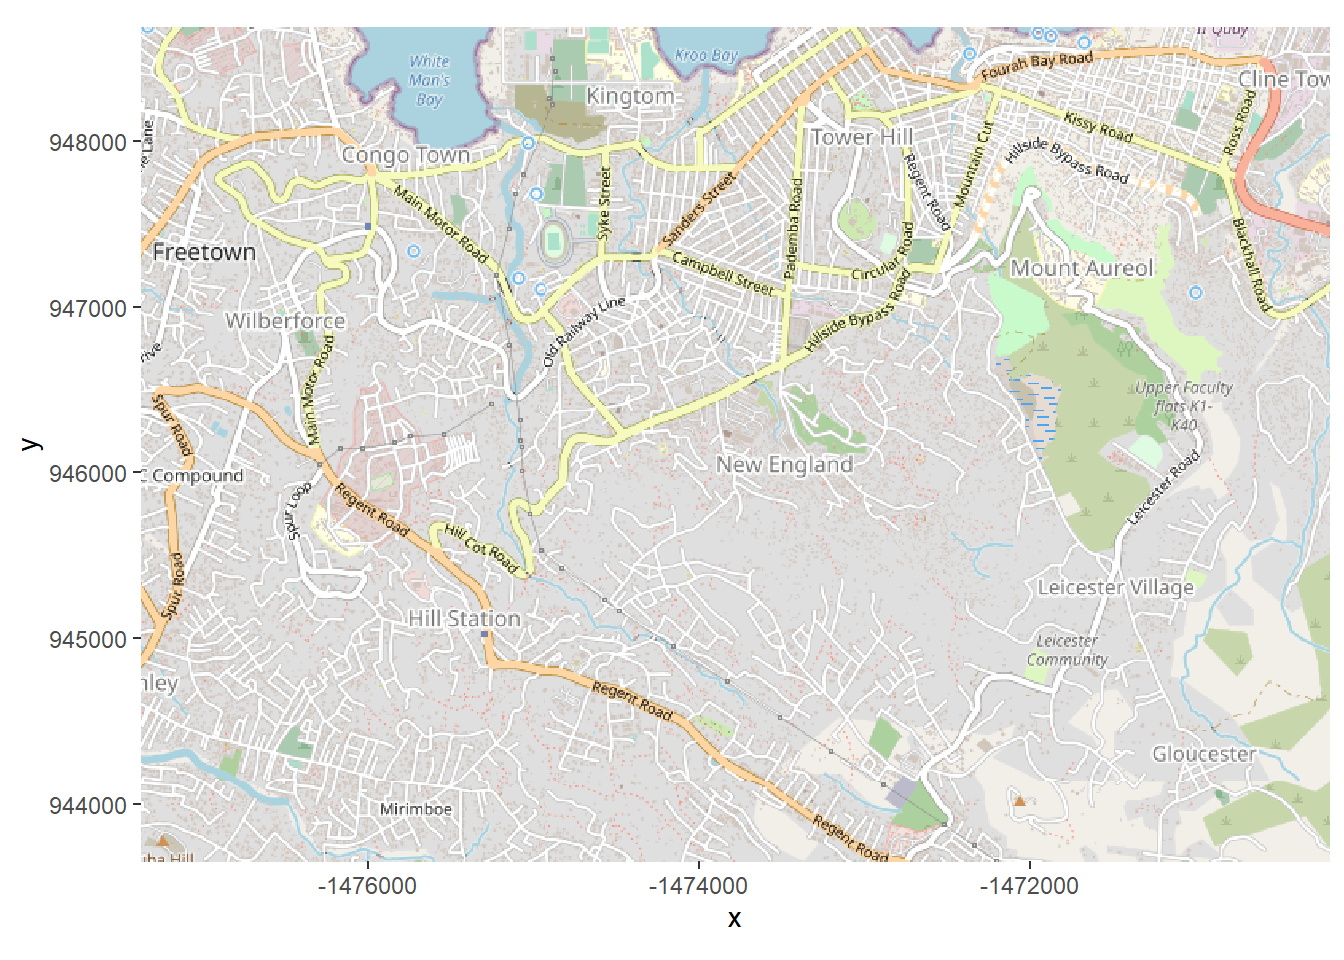 White
Man's
Bay
Kroo Bay
Kingtom
Fourah Bay Road
Quay
Cline Tow
Kissy Road
Ross Road
Tower Hill
Mountain Cut
Hillside Bypass Road
Regent Road
Lane
Congo Town
Main Motor Road
Syke Street
Sanders Street
Pademba Road
Circular Road
Campbell Street
Mount Aureol
Blackhall Road
Freetown
Wilberforce
Old Railway Line
Hillside Bypass Road
Main Motor Road
Spur Road
Upper Faculty
flats K1-
K40
New England
C Compound
Spur Loop
Regent Road
Hill Cot Road
Leicester Road
Spur Road
Hill Station
Leicester Village
Leicester
Community
nley
Regent Road
Gloucester
Mirimboe
Regent Road
Hill
948000
947000
946000
945000
944000
y
-1476000
-1474000
-1472000
x